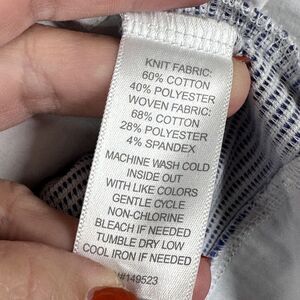 KNIT FABRIC:
60% COTTON
40% POLYESTER
WOVEN FABRIC:
68% COTTON
28% POLYESTER
4% SPANDEX
MACHINE WASH COLD
INSIDE OUT
WITH LIKE COLORS
GENTLE CYCLE
NON-CHLORINE
BLEACH IF NEEDED
TUMBLE DRY LOW
COOL IRON IF NEEDED
#149523